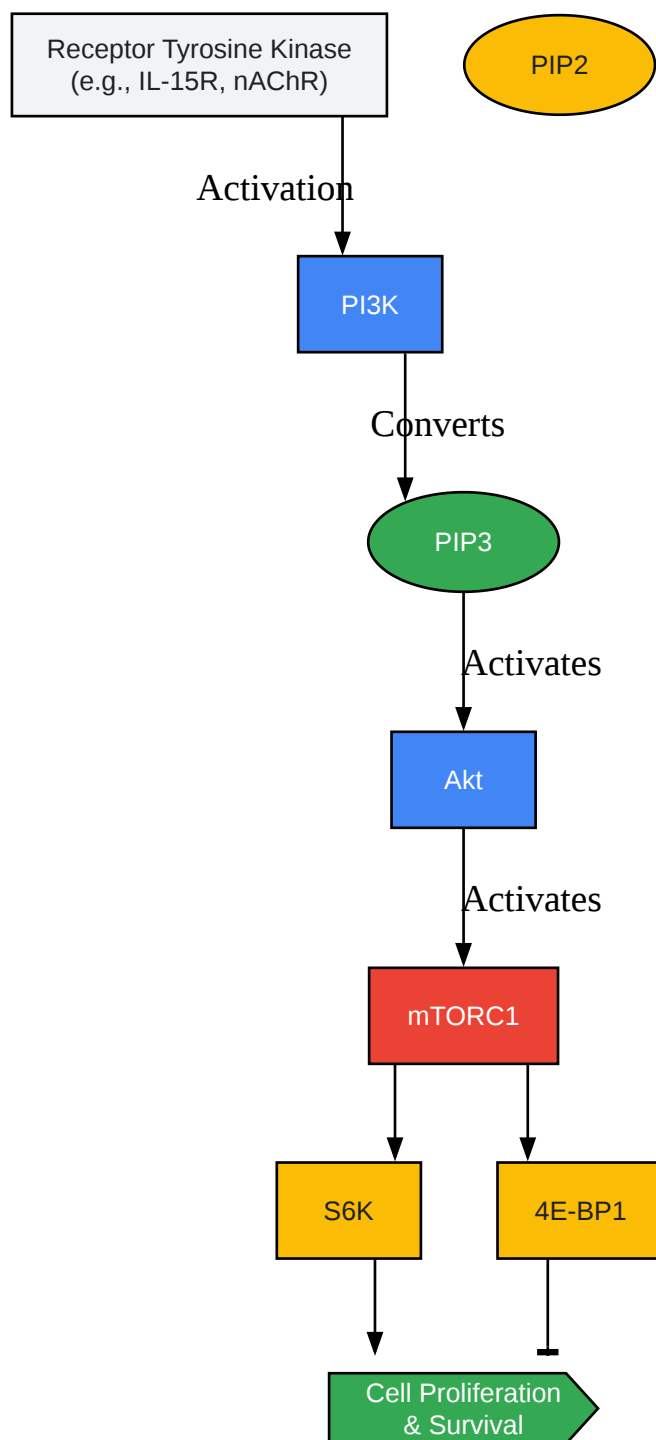 Receptor Tyrosine Kinase
(e.g., IL-15R, nAChR)
PIP2
Activation
PI3K
Converts
PIP3
Activates
Akt
Activates
mTORC1
S6K
4E-BP1
Cell Proliferation
& Survival